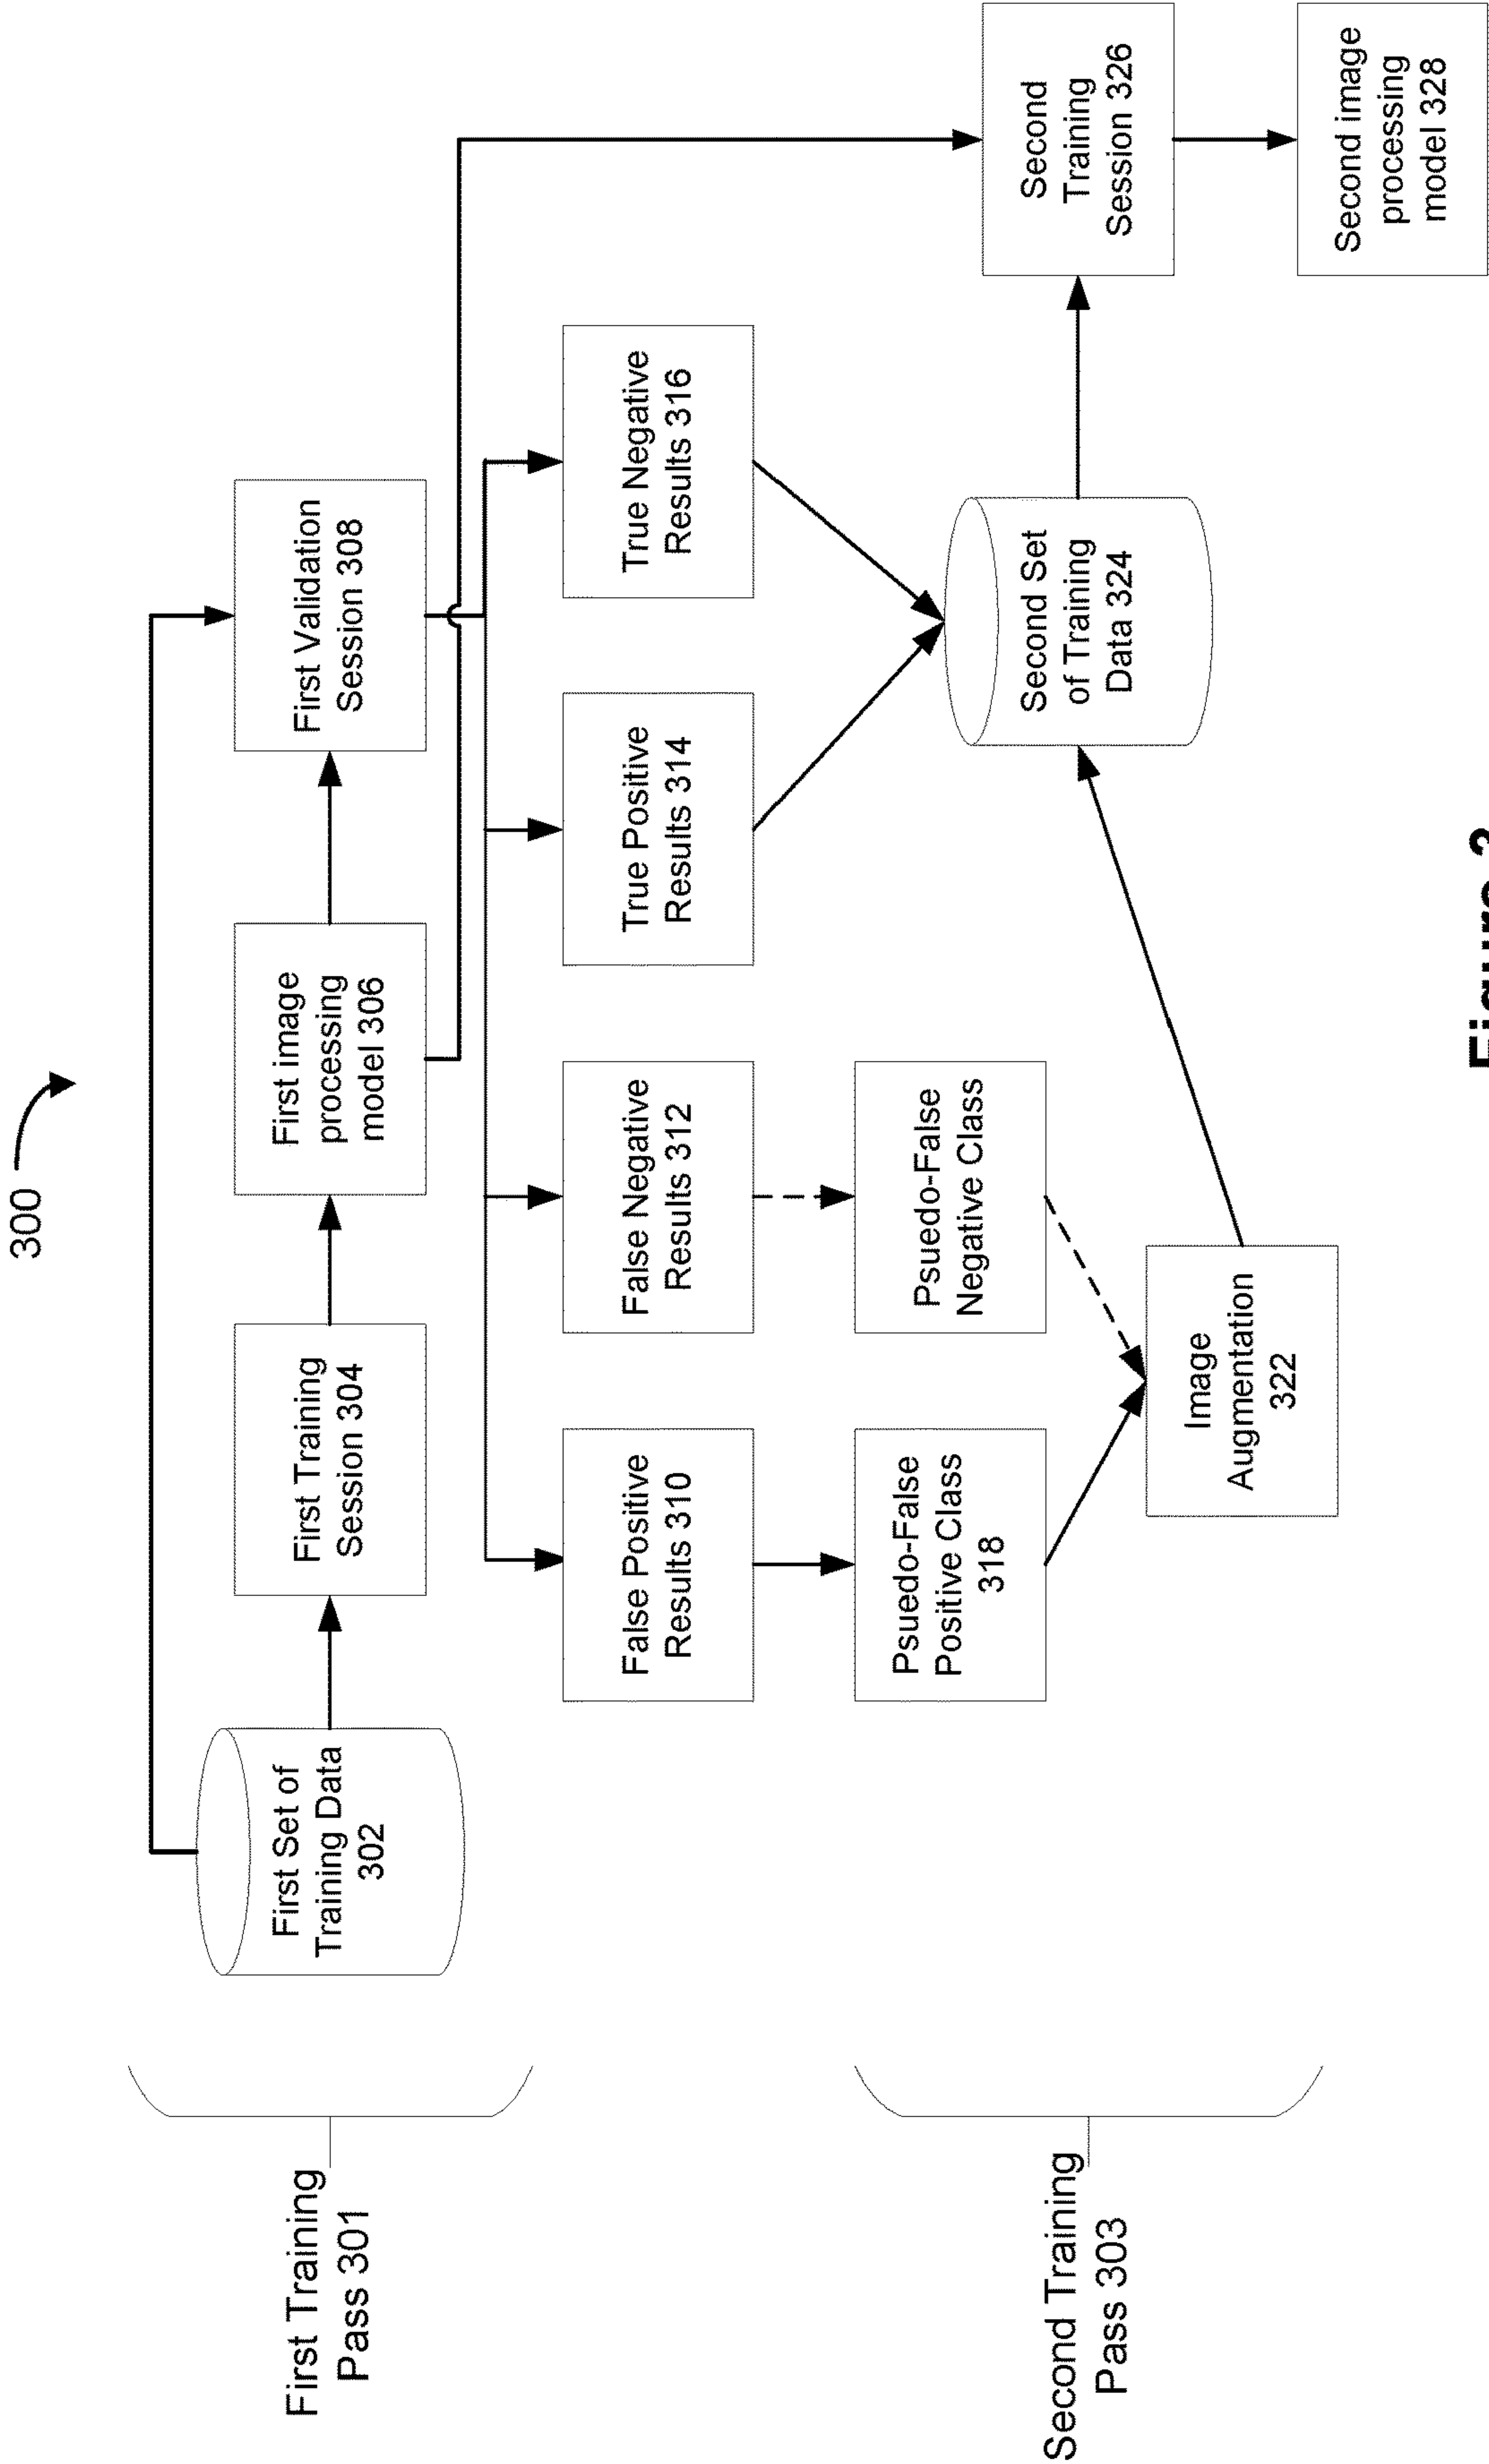 300
First Training
Pass 301
First Set of
Training Data
302
First Training
Session 304
First image
processing
model 306
First Validation
Session 308
False Positive
Results 310
False Negative
Results 312
True Positive
Results 314
True Negative
Results 316
Second Training
Pass 303
Psuedo-False
Positive Class
318
Psuedo-False
Negative Class
Image
Augmentation
322
Second Set
of Training
Data 324
Second
Training
Session 326
Second image
processing
model 328
Figure 3